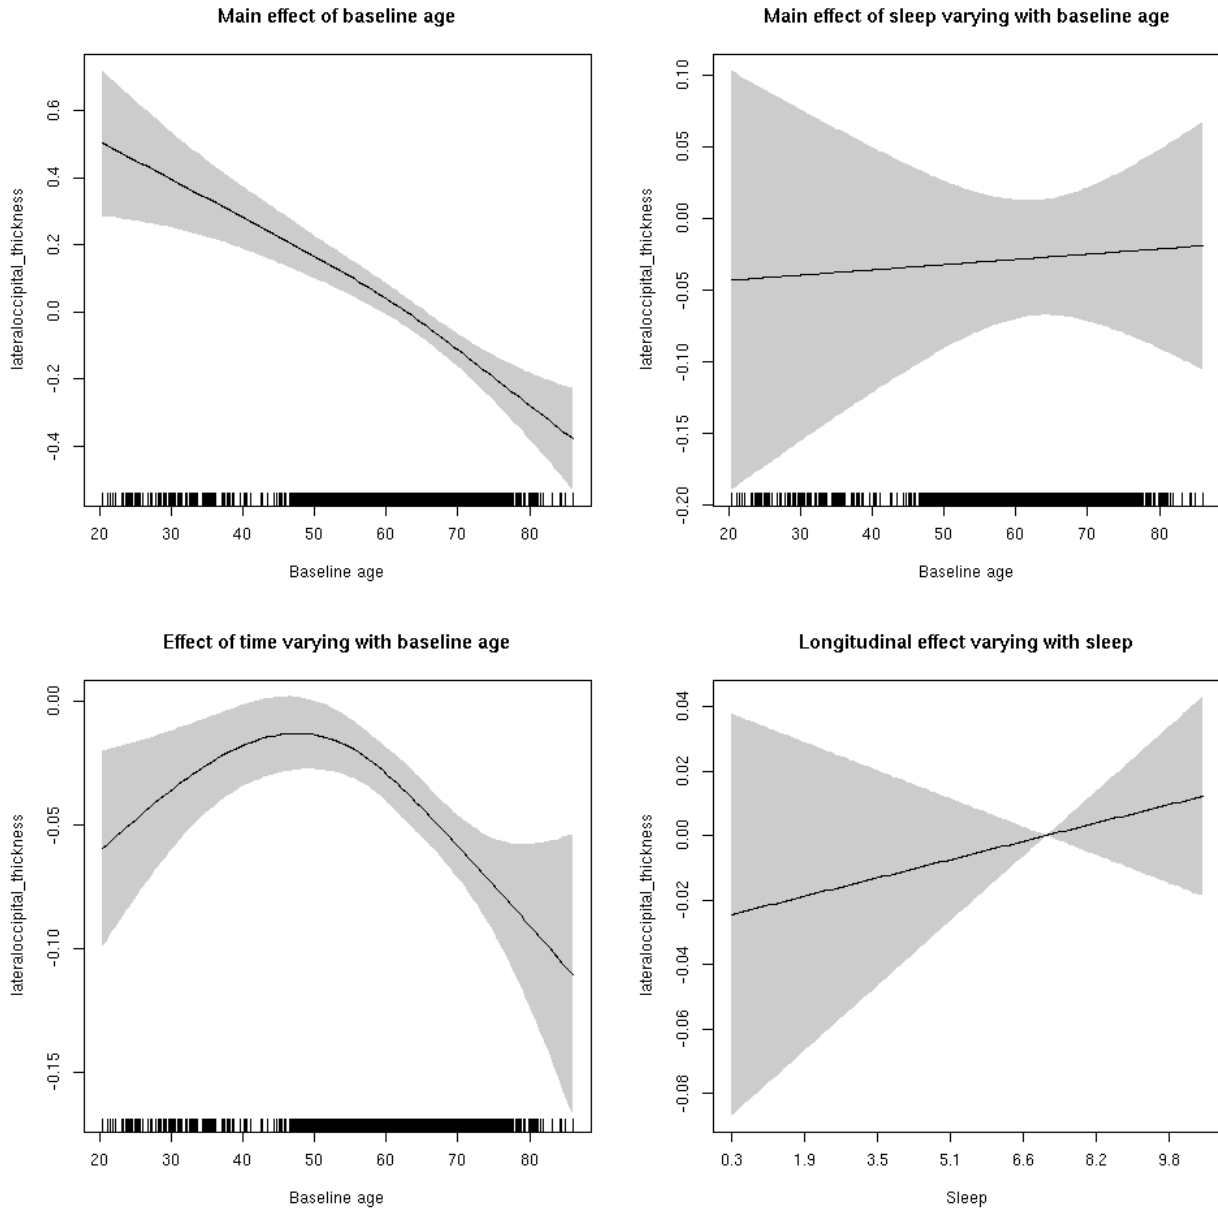 Main effect of baseline age
lateraloccipital_thickness
0.6
0.4
0.2
0.0
-0.2
-0.4
20 30 40 50 60 70 80
Baseline age
Main effect of sleep varying with baseline age
lateraloccipital_thickness
0.10
0.05
0.00
-0.05
-0.10
-0.15
-0.20
20 30 40 50 60 70 80
Baseline age
Effect of time varying with baseline age
lateraloccipital_thickness
0.00
-0.05
-0.10
-0.15
20 30 40 50 60 70 80
Baseline age
Longitudinal effect varying with sleep
lateraloccipital_thickness
0.04
0.02
0.00
-0.02
-0.04
-0.06
-0.08
0.3 1.9 3.5 5.1 6.6 8.2 9.8
Sleep